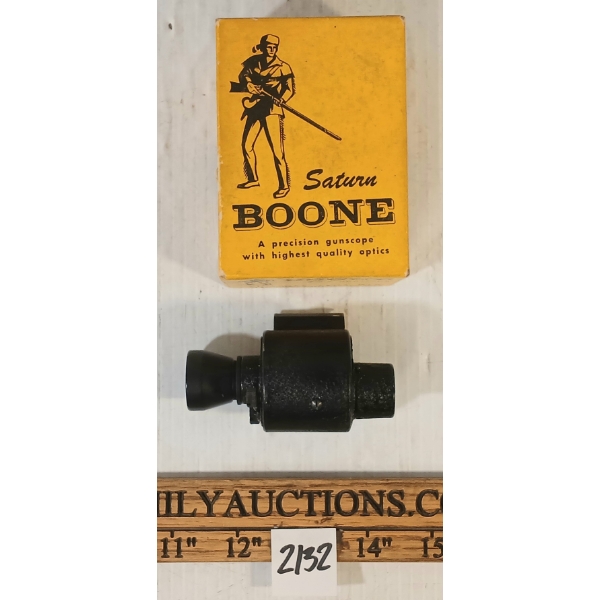 Saturn
BOONE
A precision gunscope
with highest quality optics
ILYAUCTIONS.CO
11" 12" 14" 15
2132